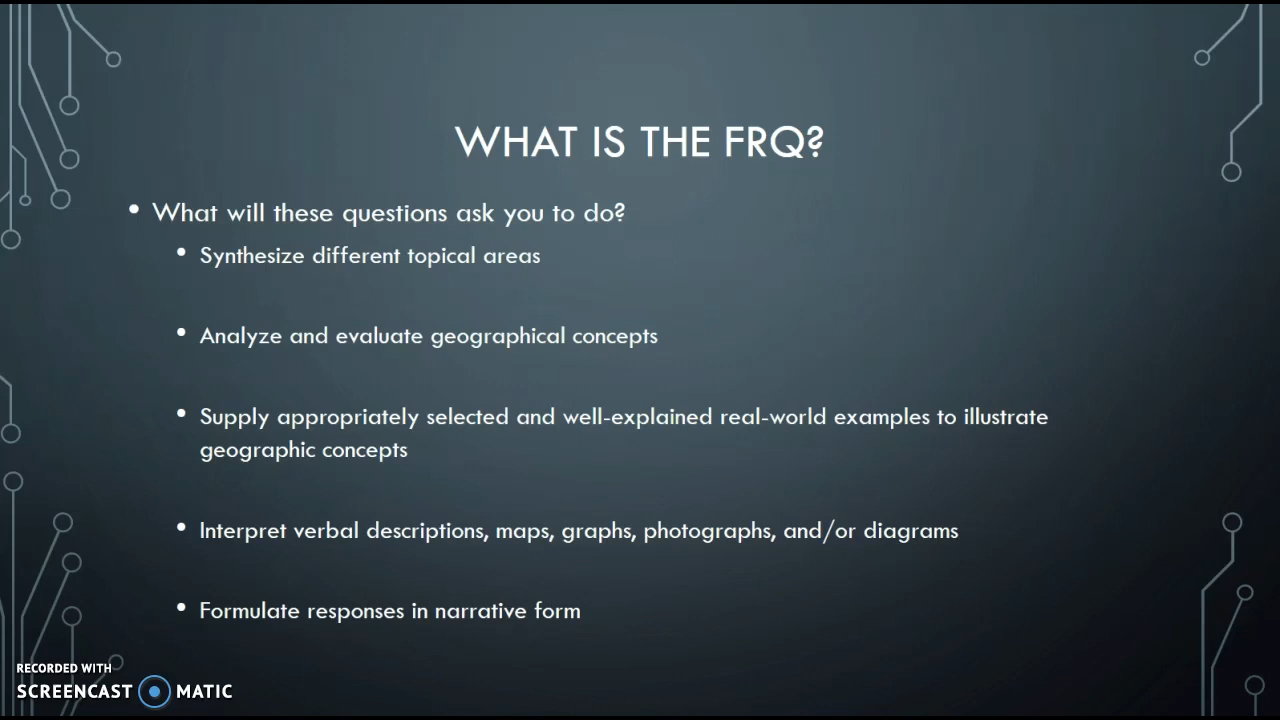 WHAT IS THE FRQ?
• What will these questions ask you to do?
• Synthesize different topical areas
• Analyze and evaluate geographical concepts
• Supply appropriately selected and well-explained real-world examples to illustrate
geographic concepts
• Interpret verbal descriptions, maps, graphs, photographs, and/or diagrams
• Formulate responses in narrative form
RECORDED WITH
SCREENCAST MATIC